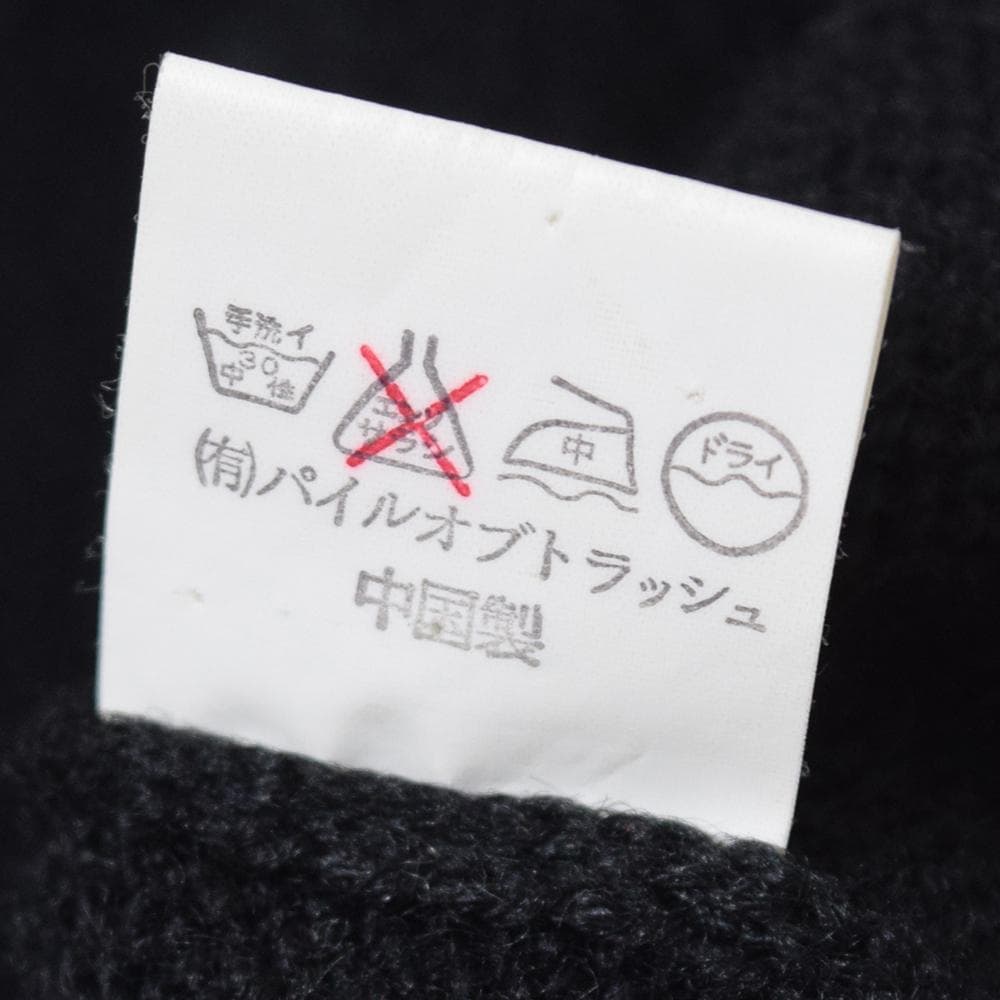 手洗イ
30
中性
エンソ
サラシ
中
ドライ
㈲パイルオブトラッシュ
中国製